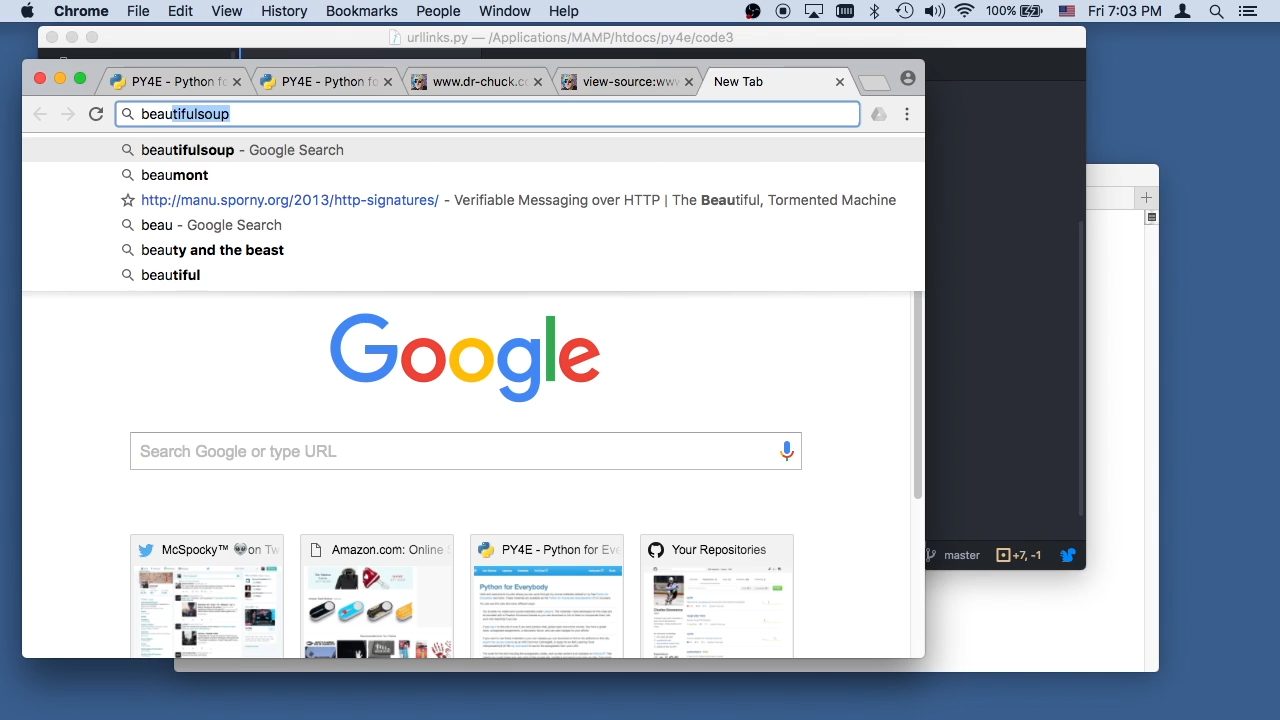 Chrome File Edit View History Bookmarks People Window Help 100% Fri 7:03 PM
urllinks.py — /Applications/MAMP/htdocs/py4e/code3
PY4E - Python fo PY4E - Python fo www.dr-chuck.co view-source:www New Tab
beautifulsoup
beautifulsoup - Google Search
beaumont
http://manu.sporny.org/2013/http-signatures/ - Verifiable Messaging over HTTP | The Beautiful, Tormented Machine
beau - Google Search
beauty and the beast
beautiful
Google
Search Google or type URL
McSpooky™ on Tw Amazon.com: Online S PY4E - Python for Eve Your Repositories
Python for Everybody
master +7, -1